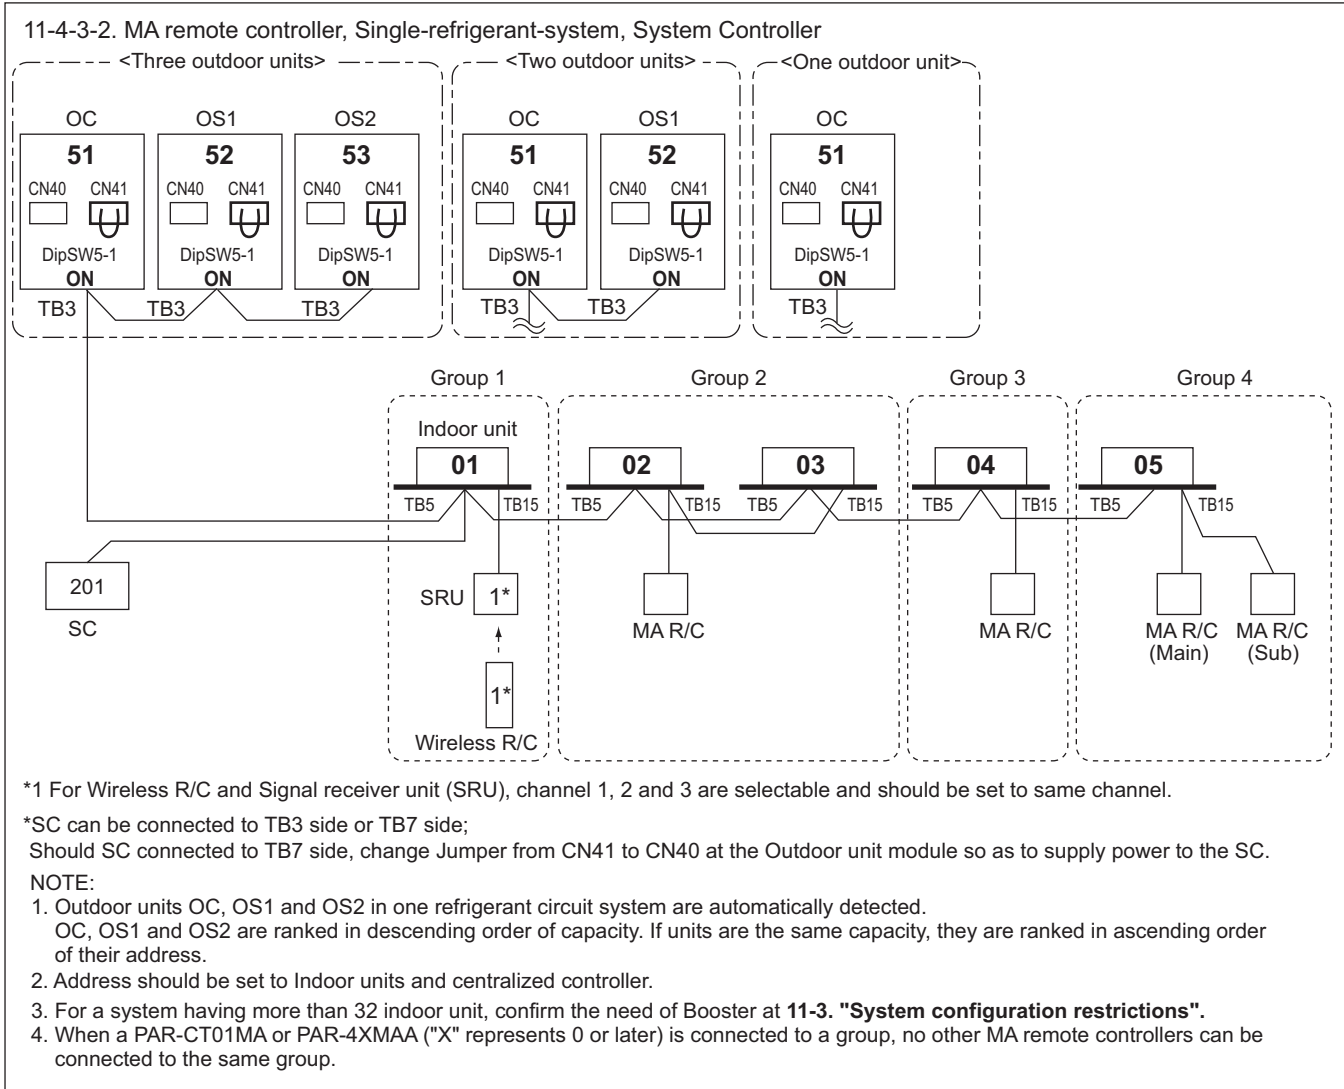 11-4-3-2. MA remote controller, Single-refrigerant-system, System Controller
<Three outdoor units> <Two outdoor units> <One outdoor unit>
OC OS1 OS2 OC OS1 OC
51 52 53 51 52 51
CN40 CN41 CN40 CN41 CN40 CN41 CN40 CN41 CN40 CN41 CN40 CN41
DipSW5-1 DipSW5-1 DipSW5-1 DipSW5-1 DipSW5-1 DipSW5-1
ON ON ON ON ON ON
TB3 TB3 TB3 TB3 TB3 TB3
Group 1 Group 2 Group 3 Group 4
Indoor unit
01 02 03 04 05
TB5 TB15 TB5 TB15 TB5 TB15 TB5 TB15 TB5 TB15
201
SC
SRU 1*
MA R/C MA R/C MA R/C MA R/C
(Main) (Sub)
1*
Wireless R/C
*1 For Wireless R/C and Signal receiver unit (SRU), channel 1, 2 and 3 are selectable and should be set to same channel.
*SC can be connected to TB3 side or TB7 side;
Should SC connected to TB7 side, change Jumper from CN41 to CN40 at the Outdoor unit module so as to supply power to the SC.
NOTE:
1. Outdoor units OC, OS1 and OS2 in one refrigerant circuit system are automatically detected.
OC, OS1 and OS2 are ranked in descending order of capacity. If units are the same capacity, they are ranked in ascending order
of their address.
2. Address should be set to Indoor units and centralized controller.
3. For a system having more than 32 indoor unit, confirm the need of Booster at 11-3. "System configuration restrictions".
4. When a PAR-CT01MA or PAR-4XMAA ("X" represents 0 or later) is connected to a group, no other MA remote controllers can be
connected to the same group.